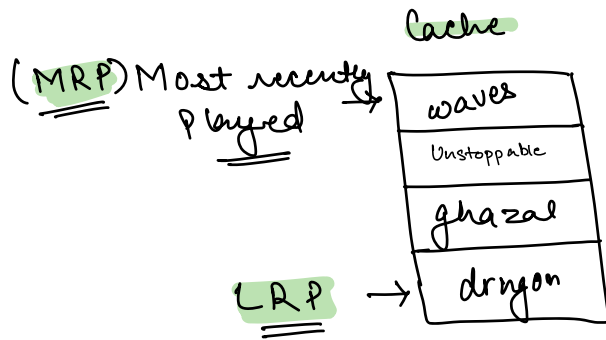 Cache
(MRP) Most recently
Played
waves
Unstoppable
ghazal
LRP
drngon